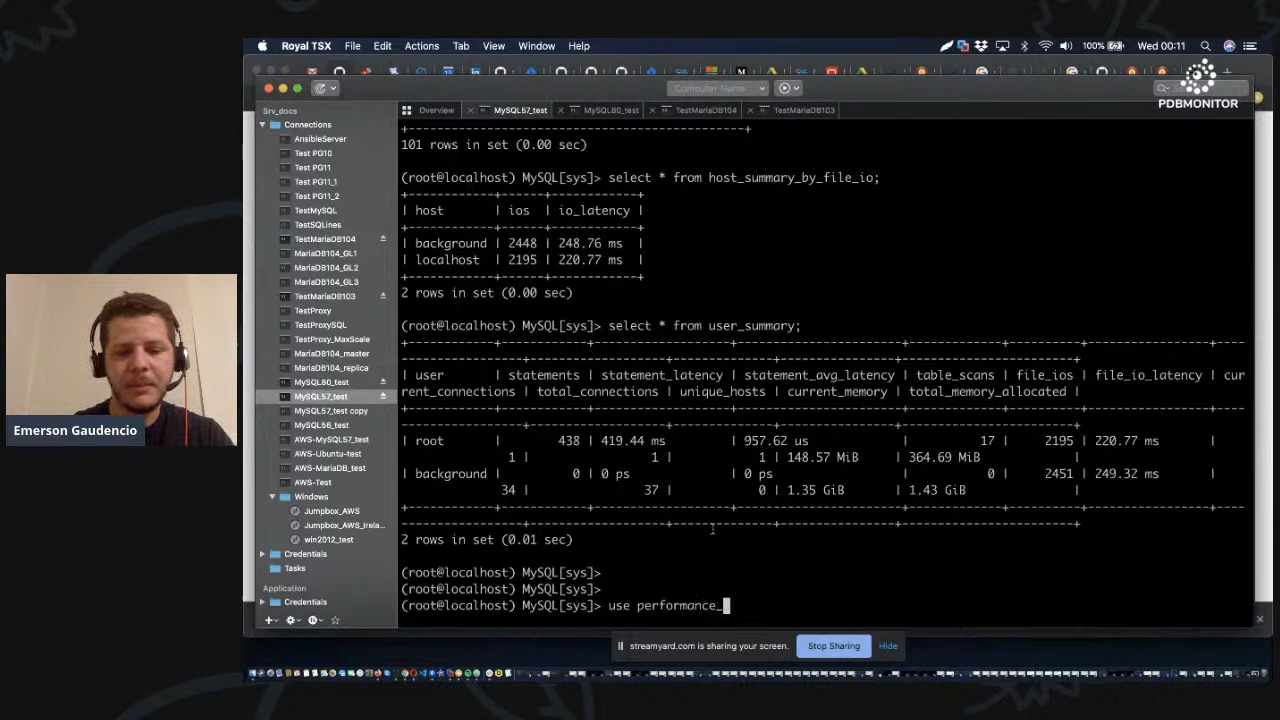 Royal TSX File Edit Actions Tab View Window Help 100% Wed 00:11
Computer Name
PDBMONITOR
Srv_docs
Overview MySQL57_test MySQL80_test TestMariaDB104 TestMariaDB103
Connections
AnsibleServer
Test PG10
Test PG11
Test PG11_1
Test PG11_2
TestMySQL
TestSQLines
TestMariaDB104
MariaDB104_GL1
MariaDB104_GL2
MariaDB104_GL3
TestMariaDB103
TestProxy
TestProxySQL
TestProxy_MaxScale
MariaDB104_master
MariaDB104_replica
MySQL80_test
MySQL57_test
MySQL57_test copy
MySQL56_test
AWS-MySQL57_test
AWS-Ubuntu-test
AWS-MariaDB_test
AWS-Test
Windows
Jumpbox_AWS
Jumpbox_AWS_Irela...
win2012_test
Credentials
Tasks
Application
Credentials
101 rows in set (0.00 sec)
(root@localhost) MySQL[sys]> select * from host_summary_by_file_io;
| host | ios | io_latency |
| background | 2448 | 248.76 ms |
| localhost | 2195 | 220.77 ms |
2 rows in set (0.00 sec)
(root@localhost) MySQL[sys]> select * from user_summary;
| user | statements | statement_latency | statement_avg_latency | table_scans | file_ios | file_io_latency | cur
rent_connections | total_connections | unique_hosts | current_memory | total_memory_allocated |
| root | 438 | 419.44 ms | 957.62 us | 17 | 2195 | 220.77 ms |
1 | 1 | 1 | 148.57 MiB | 364.69 MiB |
| background | 0 | 0 ps | 0 ps | 0 | 2451 | 249.32 ms |
34 | 37 | 0 | 1.35 GiB | 1.43 GiB |
2 rows in set (0.01 sec)
(root@localhost) MySQL[sys]>
(root@localhost) MySQL[sys]>
(root@localhost) MySQL[sys]> use performance_
Emerson Gaudencio
streamyard.com is sharing your screen. Stop Sharing Hide